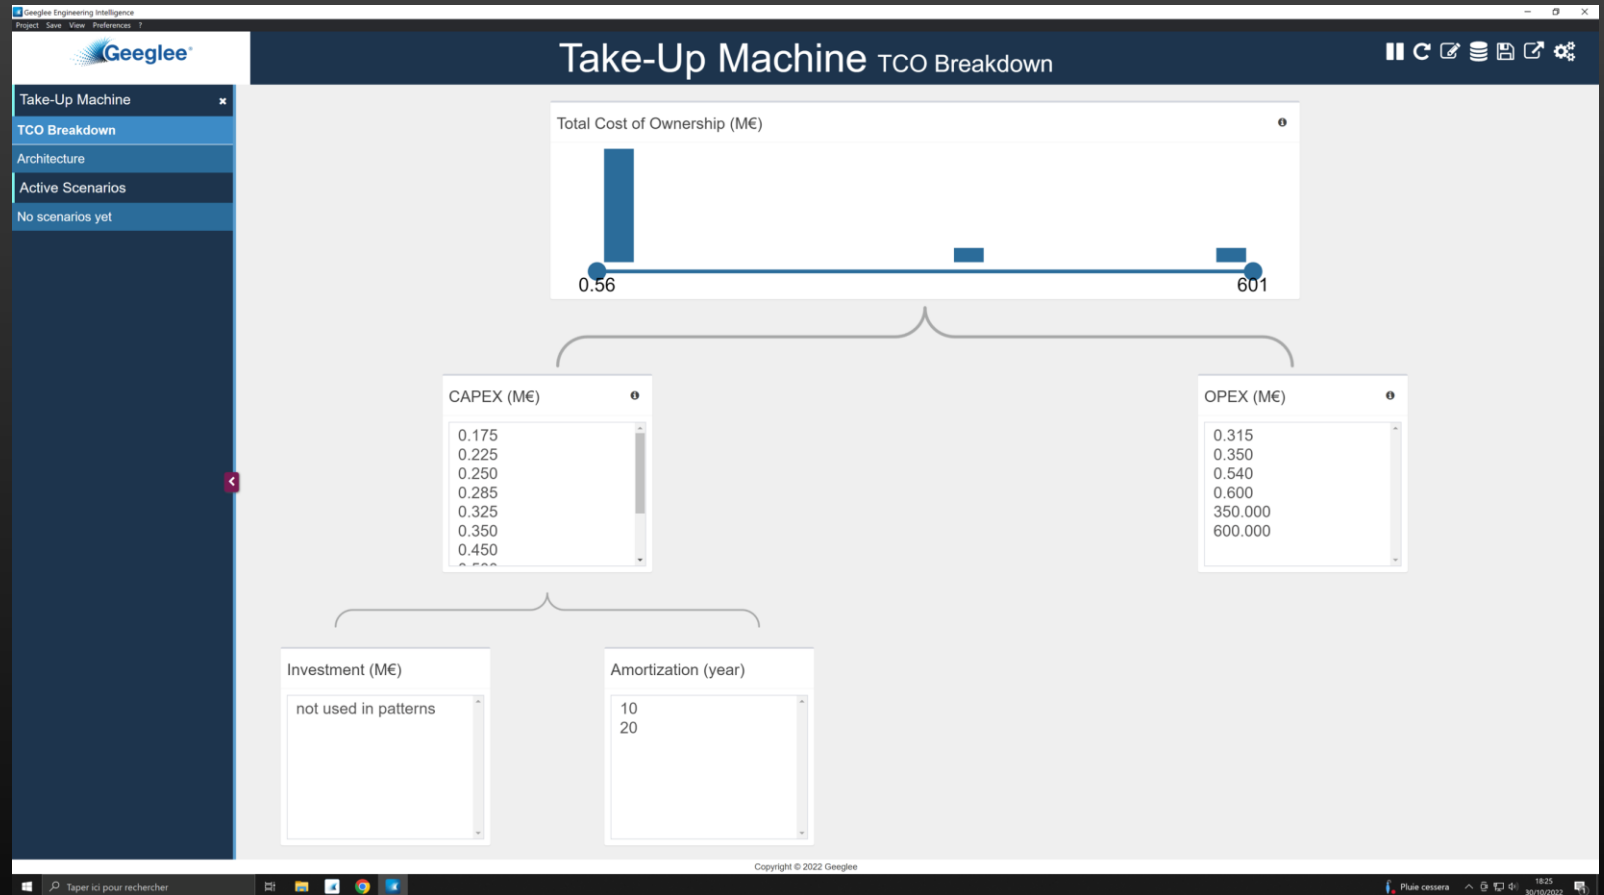 Geeglee Engineering Intelligence
Project Save View Preferences ?
Geeglee®
Take-Up Machine TCO Breakdown
Take-Up Machine
TCO Breakdown
Architecture
Active Scenarios
No scenarios yet
Total Cost of Ownership (M€)
0.56
601
CAPEX (M€)
0.175
0.225
0.250
0.285
0.325
0.350
0.450
OPEX (M€)
0.315
0.350
0.540
0.600
350.000
600.000
Investment (M€)
not used in patterns
Amortization (year)
10
20
Copyright © 2022 Geeglee
Taper ici pour rechercher
Pluie cessera
18:25
30/10/2022